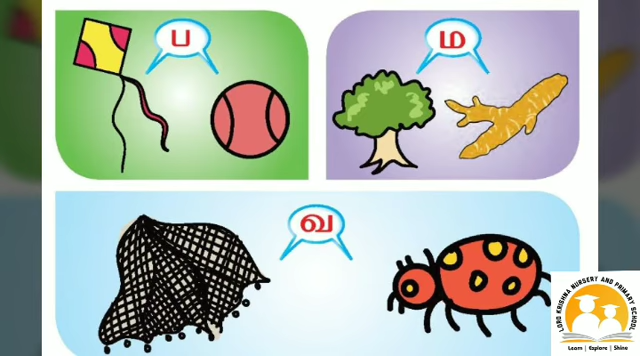 ப
ம
வ
LORD KRISHNA NURSERY AND PRIMARY SCHOOL
Learn | Explore | Shine